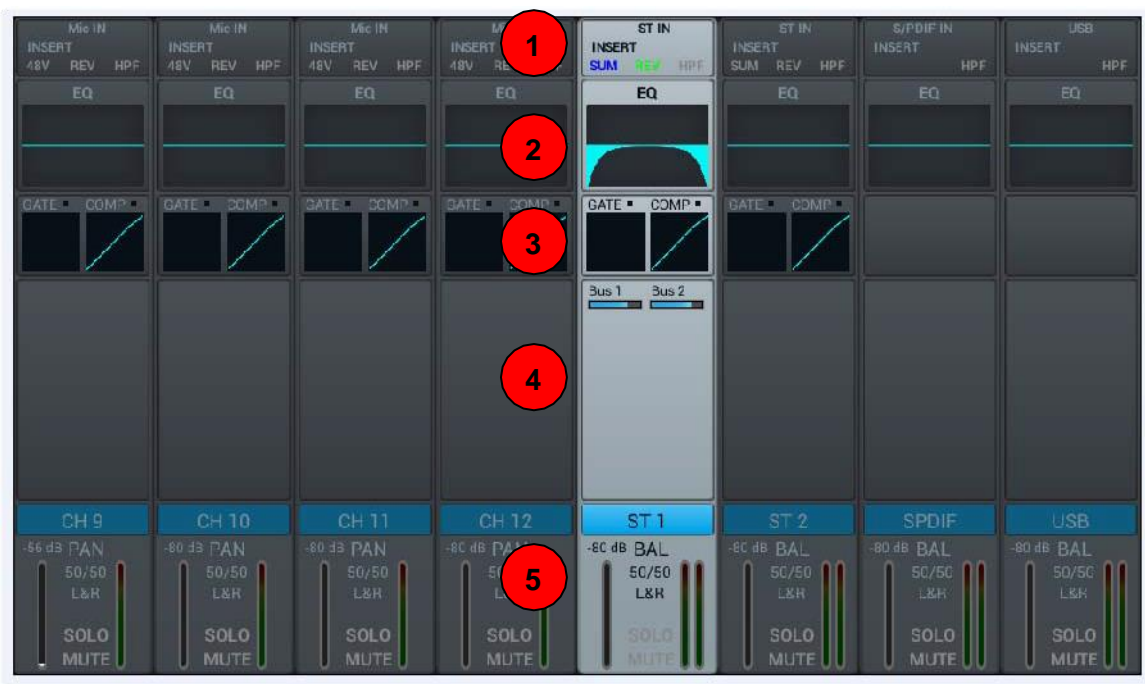 Mic IN Mic IN Mic IN 1 ST IN ST IN S/PDIF IN USB
INSERT INSERT INSERT INSERT INSERT INSERT INSERT INSERT
48V REV HPF 48V REV HPF 48V REV HPF 48V SUM REV HPF SUM REV HPF HPF HPF
EQ EQ EQ EQ EQ EQ EQ EQ
2
GATE COMP GATE COMP GATE COMP GATE COMP GATE COMP GATE COMP
3
Bus 1 Bus 2
4
CH 9 CH 10 CH 11 CH 12 ST 1 ST 2 SPDIF USB
-56 dB PAN -80 dB PAN -80 dB PAN -80 dB PAN -80 dB BAL -80 dB BAL -80 dB BAL -80 dB BAL
50/50 50/50 50/50 5 50/50 50/50 50/50 50/50
L&R L&R L&R L&R L&R L&R L&R
SOLO SOLO SOLO SOLO SOLO SOLO SOLO SOLO
MUTE MUTE MUTE MUTE MUTE MUTE MUTE MUTE